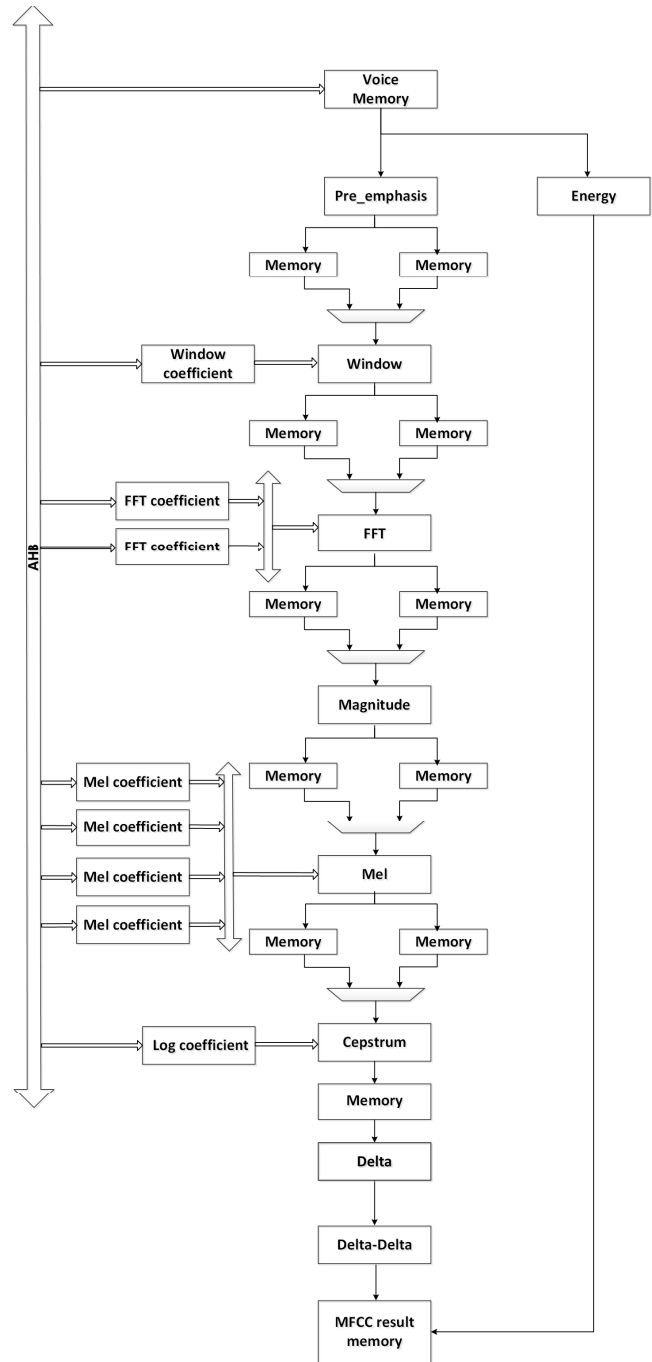 Voice
Memory
Pre_emphasis
Energy
Memory
Memory
Window
coefficient
Window
Memory
Memory
FFT coefficient
FFT
FFT coefficient
AHB
Memory
Memory
Magnitude
Mel coefficient
Memory
Memory
Mel coefficient
Mel coefficient
Mel
Mel coefficient
Memory
Memory
Log coefficient
Cepstrum
Memory
Delta
Delta-Delta
MFCC result
memory